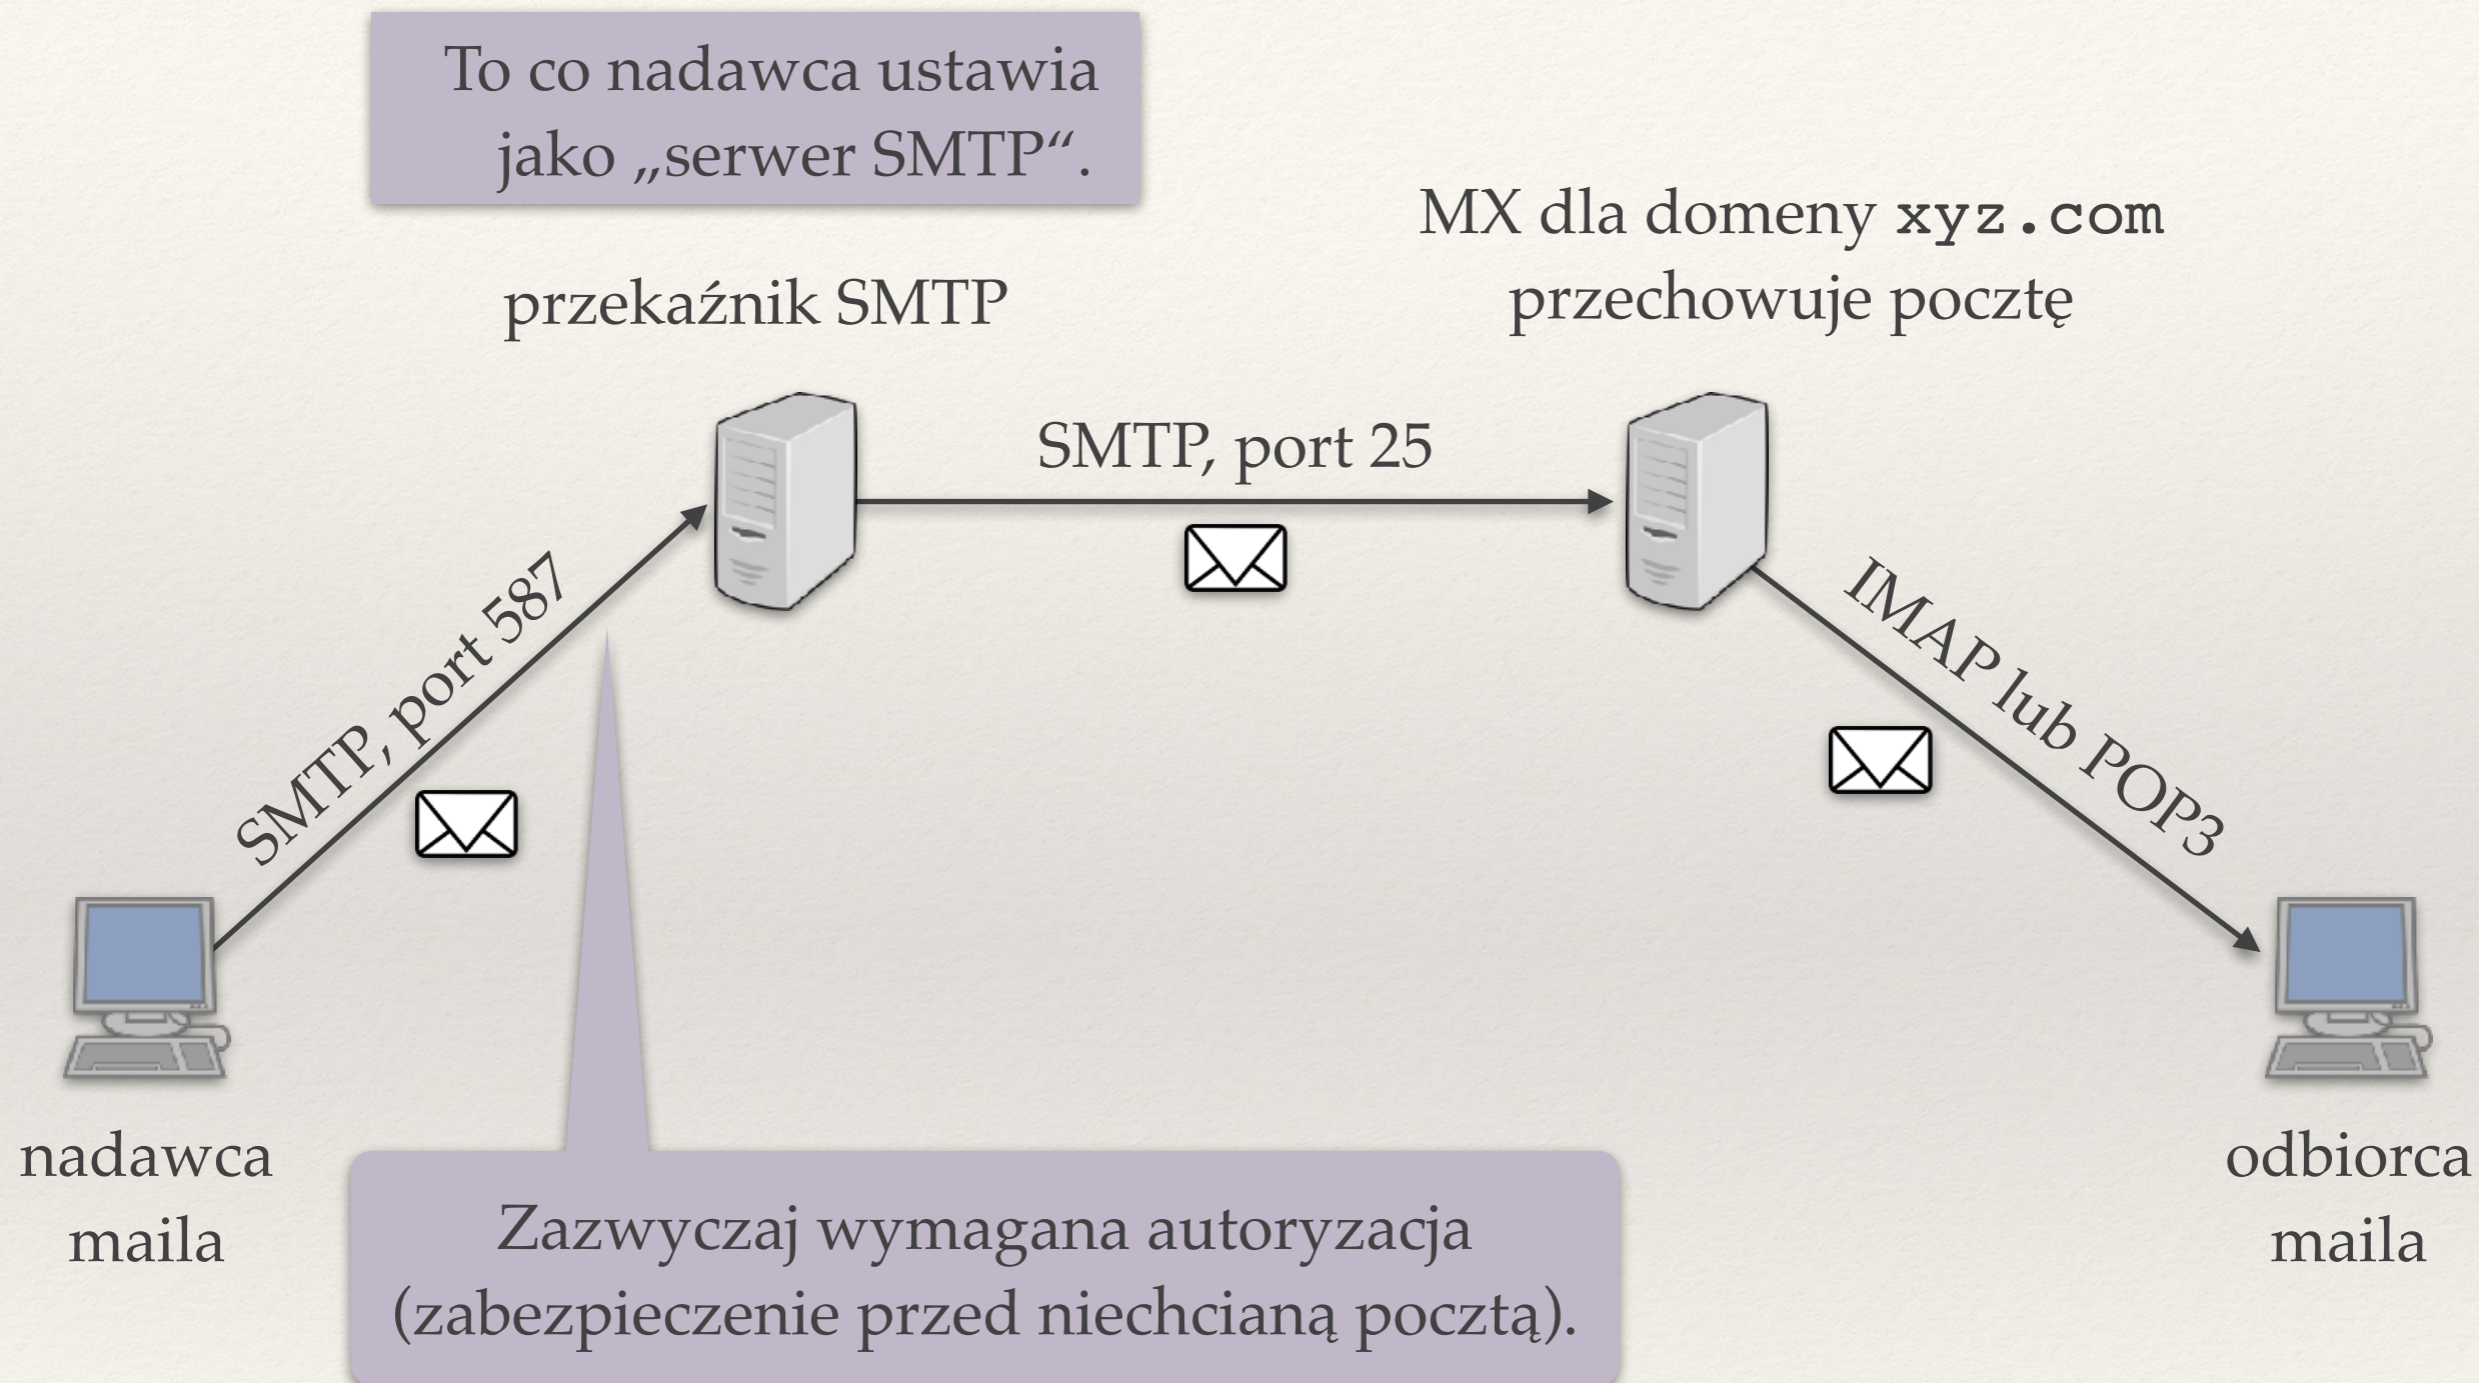 To co nadawca ustawia
jako „serwer SMTP“.
MX dla domeny xyz.com
przechowuje pocztę
przekaźnik SMTP
SMTP, port 25
SMTP, port 587
IMAP lub POP3
nadawca
maila
odbiorca
maila
Zazwyczaj wymagana autoryzacja
(zabezpieczenie przed niechcianą pocztą).